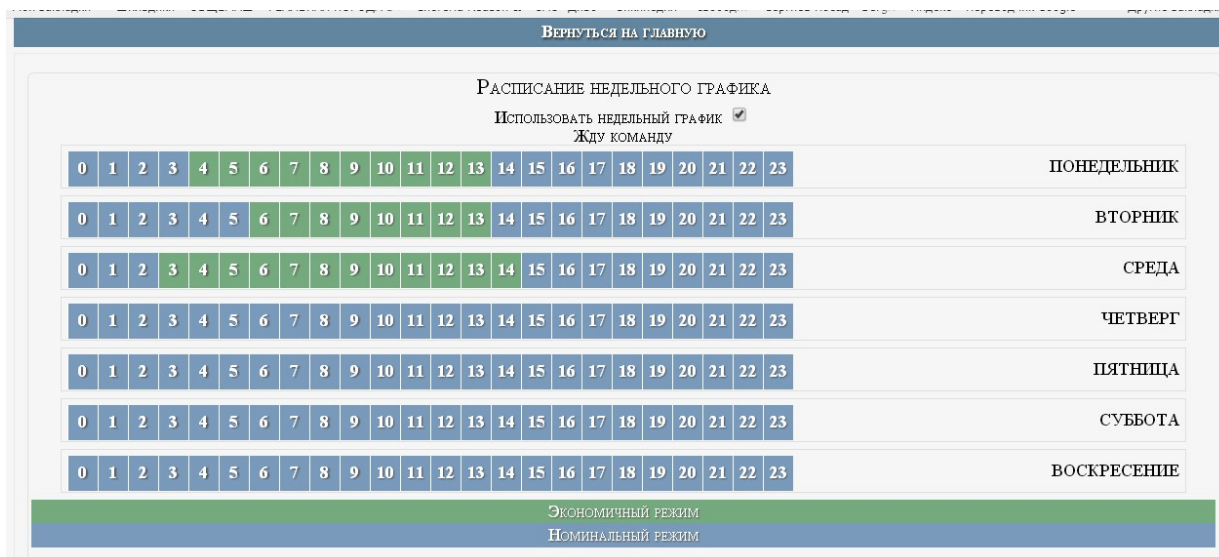 Вернуться на главную
Расписание недельного графика
Использовать недельный график
Жду команду
0 1 2 3 4 5 6 7 8 9 10 11 12 13 14 15 16 17 18 19 20 21 22 23 ПОНЕДЕЛЬНИК
0 1 2 3 4 5 6 7 8 9 10 11 12 13 14 15 16 17 18 19 20 21 22 23 ВТОРНИК
0 1 2 3 4 5 6 7 8 9 10 11 12 13 14 15 16 17 18 19 20 21 22 23 СРЕДА
0 1 2 3 4 5 6 7 8 9 10 11 12 13 14 15 16 17 18 19 20 21 22 23 ЧЕТВЕРГ
0 1 2 3 4 5 6 7 8 9 10 11 12 13 14 15 16 17 18 19 20 21 22 23 ПЯТНИЦА
0 1 2 3 4 5 6 7 8 9 10 11 12 13 14 15 16 17 18 19 20 21 22 23 СУББОТА
0 1 2 3 4 5 6 7 8 9 10 11 12 13 14 15 16 17 18 19 20 21 22 23 ВОСКРЕСЕНИЕ
Экономичный режим
Номинальный режим